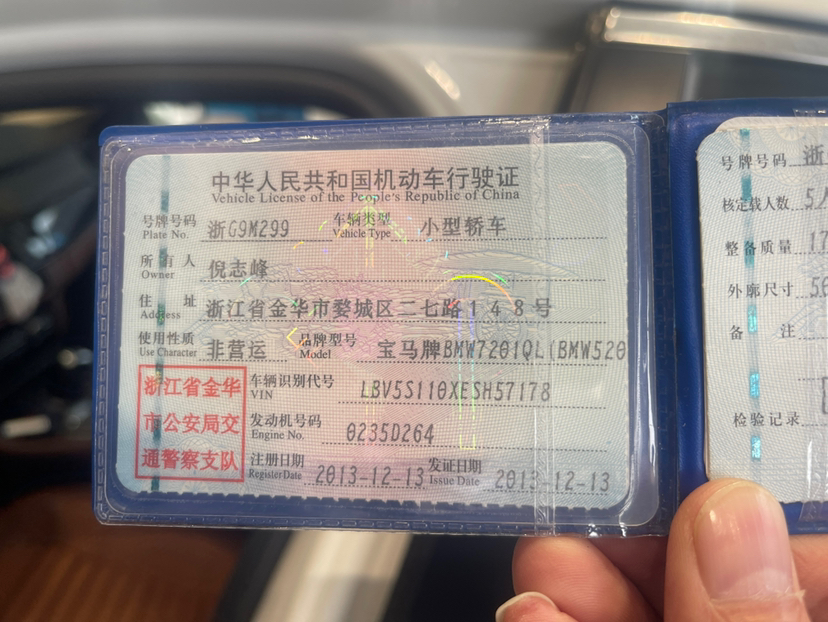 中华人民共和国机动车行驶证
Vehicle License of the People's Republic of China
号牌号码 浙G9M299 车辆类型 小型轿车
Plate No. Vehicle Type
所有人 倪志峰
Owner
住址 浙江省金华市婺城区二七路148号
Address
使用性质 非营运 品牌型号 宝马牌BMW7201QL(BMW520
Use Character Model
浙江省金华
市公安局交
通警察支队
车辆识别代号 LBV5S110XESH57178
VIN
发动机号码 0235D264
Engine No.
注册日期 2013-12-13 发证日期 2013-12-13
Register Date Issue Date
号牌号码 浙
核定载人数 5人
整备质量 17
外廓尺寸 50
备注
检验记录